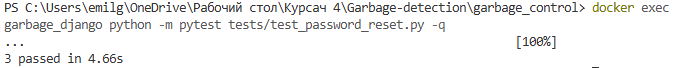 PS C:\Users\emilg\OneDrive\Рабочий стол\Курсач 4\Garbage-detection\garbage_control> docker exec
garbage_django python -m pytest tests/test_password_reset.py -q
... [100%]
3 passed in 4.66s